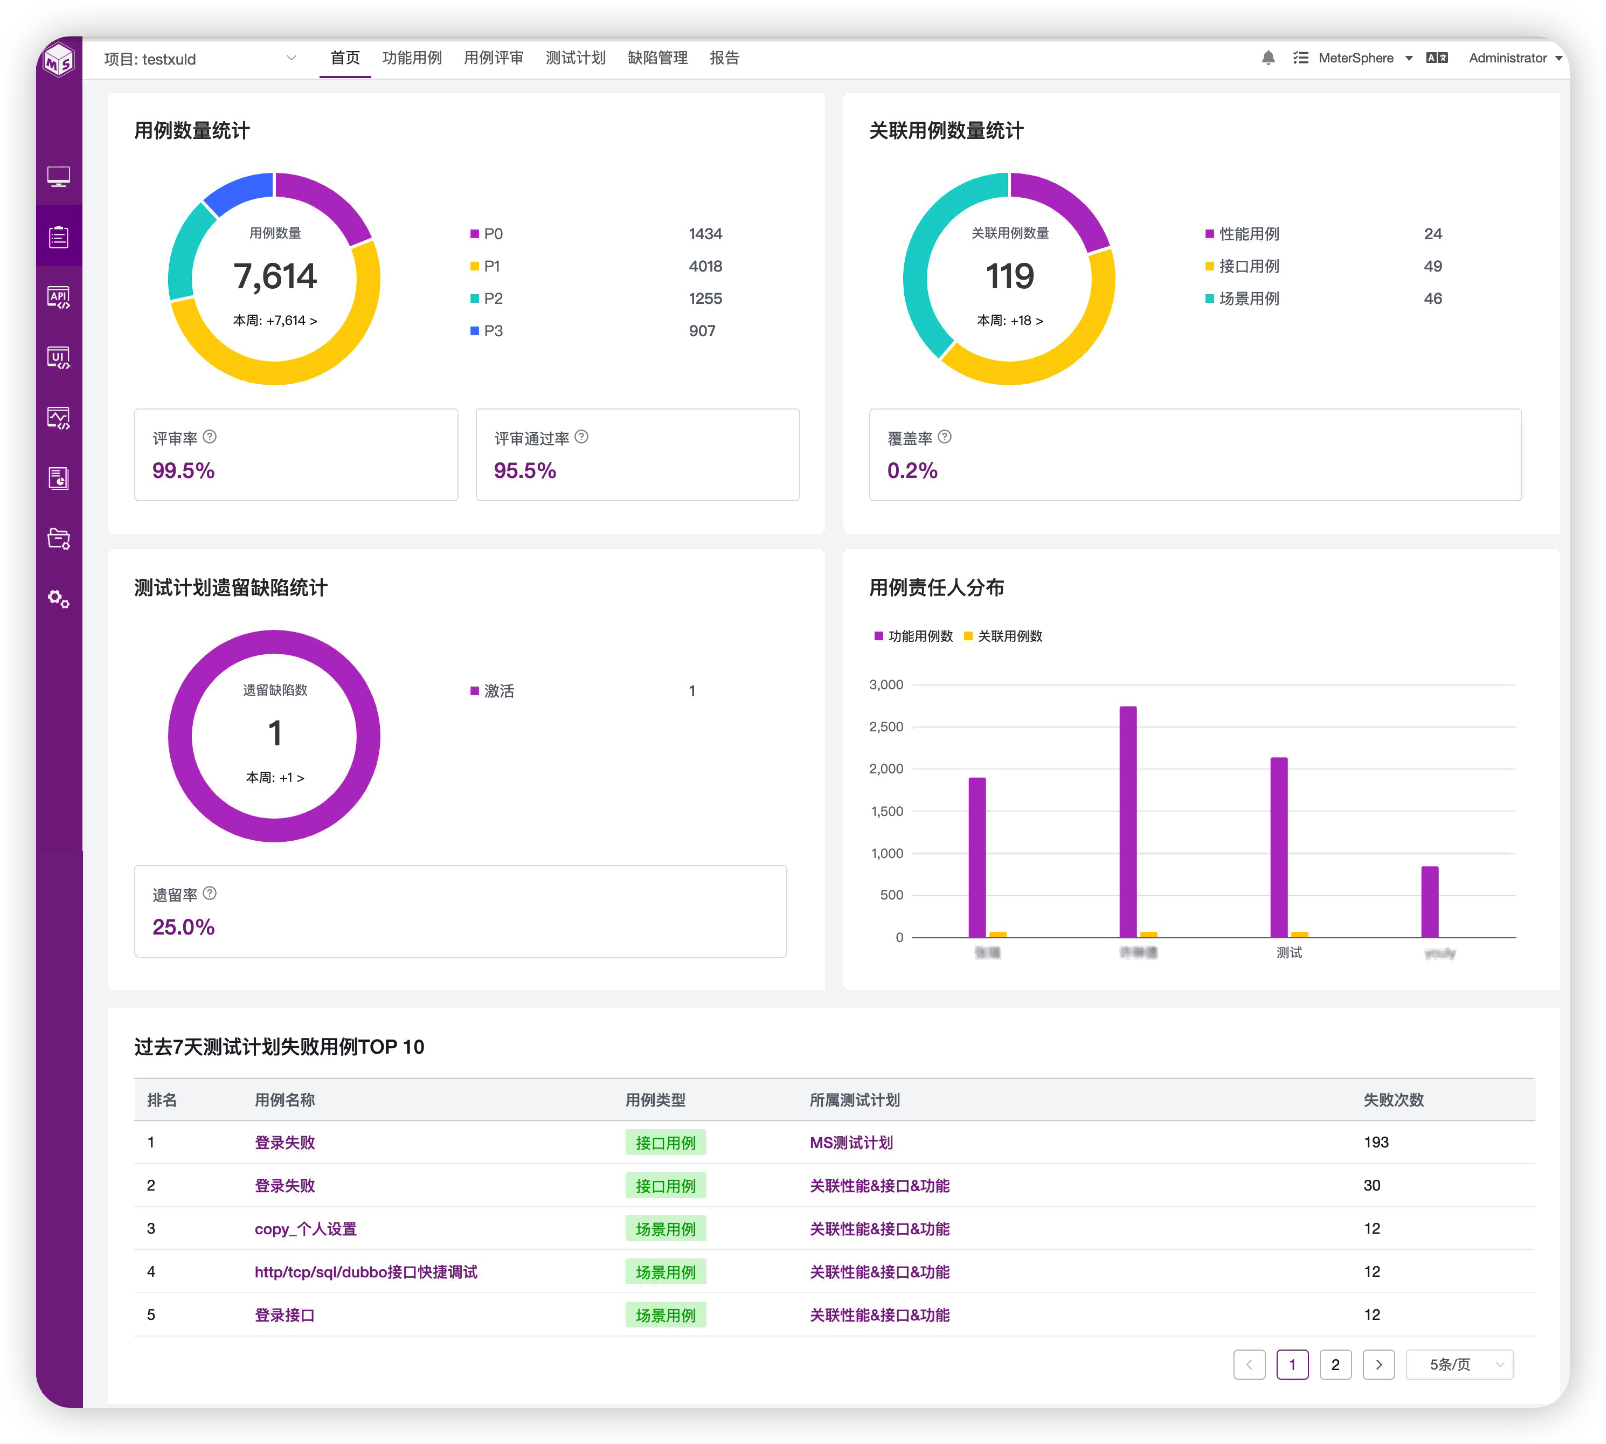 MS
项目: testxuld
首页 功能用例 用例评审 测试计划 缺陷管理 报告
MeterSphere
Administrator
API
UI
用例数量统计
用例数量
7,614
本周: +7,614 >
P0 1434
P1 4018
P2 1255
P3 907
评审率 ?
99.5%
评审通过率 ?
95.5%
关联用例数量统计
关联用例数量
119
本周: +18 >
性能用例 24
接口用例 49
场景用例 46
覆盖率 ?
0.2%
测试计划遗留缺陷统计
遗留缺陷数
1
本周: +1 >
激活 1
遗留率 ?
25.0%
用例责任人分布
功能用例数 关联用例数
3,000
2,500
2,000
1,500
1,000
500
0
测试
过去7天测试计划失败用例TOP 10
排名 用例名称 用例类型 所属测试计划 失败次数
1 登录失败 接口用例 MS测试计划 193
2 登录失败 接口用例 关联性能&接口&功能 30
3 copy_个人设置 场景用例 关联性能&接口&功能 12
4 http/tcp/sql/dubbo接口快捷调试 场景用例 关联性能&接口&功能 12
5 登录接口 场景用例 关联性能&接口&功能 12
< 1 2 > 5条/页